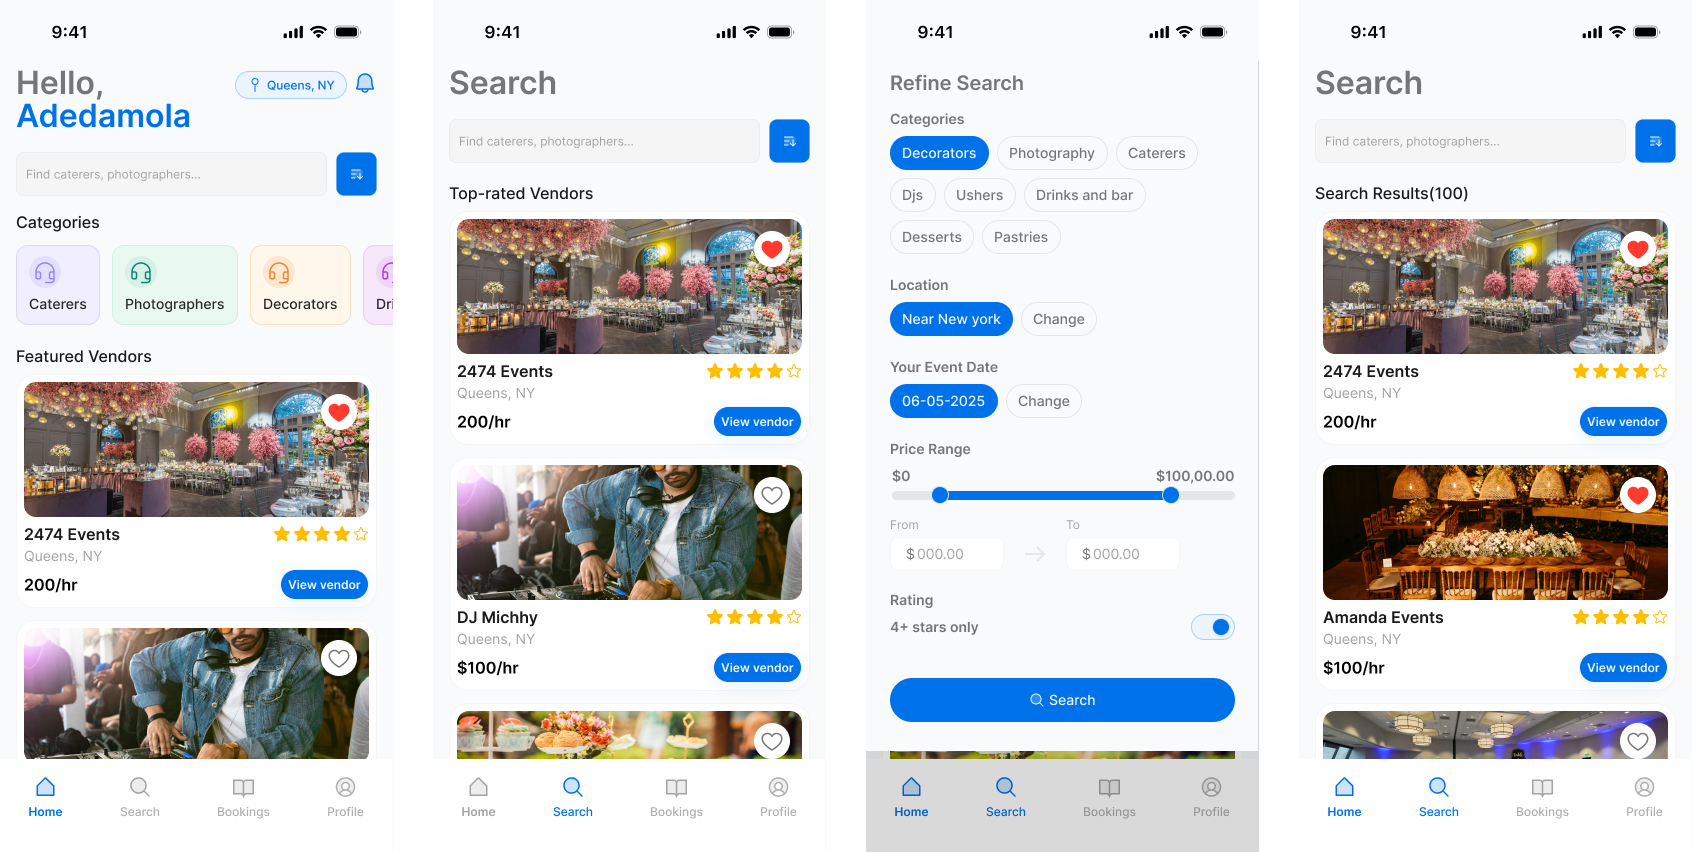 9:41
Hello,
Adedamola
Queens, NY
Find caterers, photographers...
Categories
Caterers
Photographers
Decorators
Dri
Featured Vendors
2474 Events
Queens, NY
200/hr
View vendor
Home
Search
Bookings
Profile
9:41
Search
Find caterers, photographers...
Top-rated Vendors
2474 Events
Queens, NY
200/hr
View vendor
DJ Michhy
Queens, NY
$100/hr
View vendor
Home
Search
Bookings
Profile
9:41
Refine Search
Categories
Decorators
Photography
Caterers
Djs
Ushers
Drinks and bar
Desserts
Pastries
Location
Near New york
Change
Your Event Date
06-05-2025
Change
Price Range
$0
$100,00.00
From
To
$ 000.00
$ 000.00
Rating
4+ stars only
Search
Home
Search
Bookings
Profile
9:41
Search
Find caterers, photographers...
Search Results(100)
2474 Events
Queens, NY
200/hr
View vendor
Amanda Events
Queens, NY
$100/hr
View vendor
Home
Search
Bookings
Profile